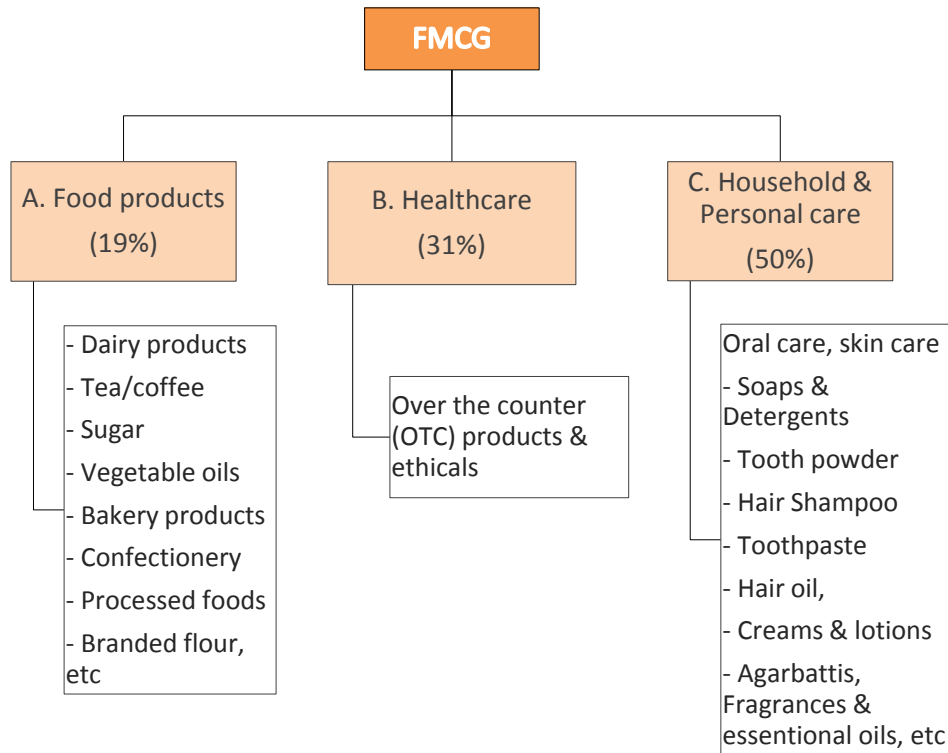 FMCG
A. Food products
(19%)
B. Healthcare
(31%)
C. Household &
Personal care
(50%)
- Dairy products
- Tea/coffee
- Sugar
- Vegetable oils
- Bakery products
- Confectionery
- Processed foods
- Branded flour,
etc
Over the counter
(OTC) products &
ethicals
Oral care, skin care
- Soaps &
Detergents
- Tooth powder
- Hair Shampoo
- Toothpaste
- Hair oil,
- Creams & lotions
- Agarbattis,
Fragrances &
essentional oils, etc